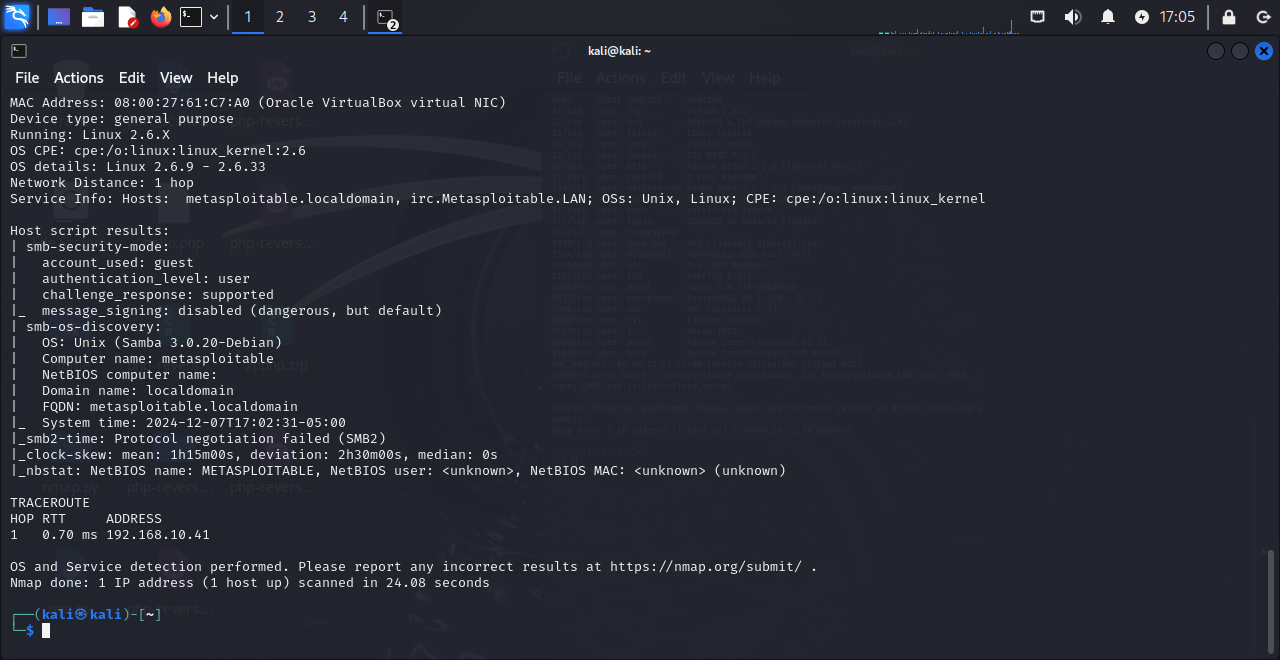 1 2 3 4 2 17:05
kali@kali: ~
File Actions Edit View Help
MAC Address: 08:00:27:61:C7:A0 (Oracle VirtualBox virtual NIC)
Device type: general purpose
Running: Linux 2.6.X
OS CPE: cpe:/o:linux:linux_kernel:2.6
OS details: Linux 2.6.9 - 2.6.33
Network Distance: 1 hop
Service Info: Hosts:  metasploitable.localdomain, irc.Metasploitable.LAN; OSs: Unix, Linux; CPE: cpe:/o:linux:linux_kernel
Host script results:
| smb-security-mode:
|   account_used: guest
|   authentication_level: user
|   challenge_response: supported
|_  message_signing: disabled (dangerous, but default)
| smb-os-discovery:
|   OS: Unix (Samba 3.0.20-Debian)
|   Computer name: metasploitable
|   NetBIOS computer name:
|   Domain name: localdomain
|   FQDN: metasploitable.localdomain
|_  System time: 2024-12-07T17:02:31-05:00
|_smb2-time: Protocol negotiation failed (SMB2)
|_clock-skew: mean: 1h15m00s, deviation: 2h30m00s, median: 0s
|_nbstat: NetBIOS name: METASPLOITABLE, NetBIOS user: <unknown>, NetBIOS MAC: <unknown> (unknown)
TRACEROUTE
HOP RTT     ADDRESS
1   0.70 ms 192.168.10.41
OS and Service detection performed. Please report any incorrect results at https://nmap.org/submit/ .
Nmap done: 1 IP address (1 host up) scanned in 24.08 seconds
┌──(kali㉿kali)-[~]
└─$